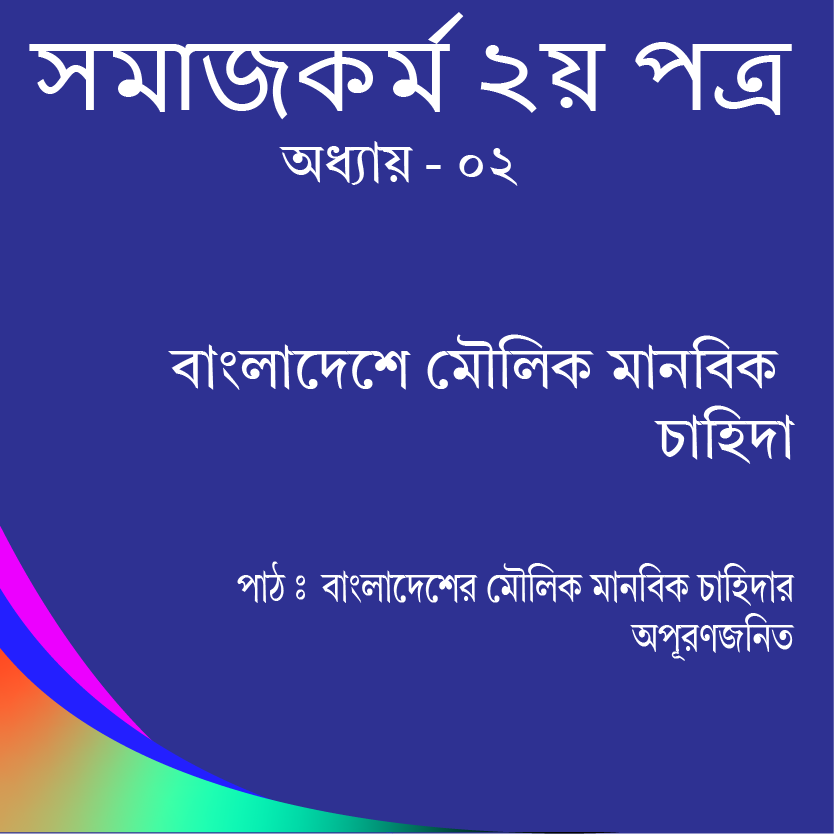 সমাজকর্ম ২য় পত্র
অধ্যায় - ০২
বাংলাদেশে মৌলিক মানবিক
চাহিদা
পাঠ ঃ বাংলাদেশের মৌলিক মানবিক চাহিদার
অপূরণজনিত